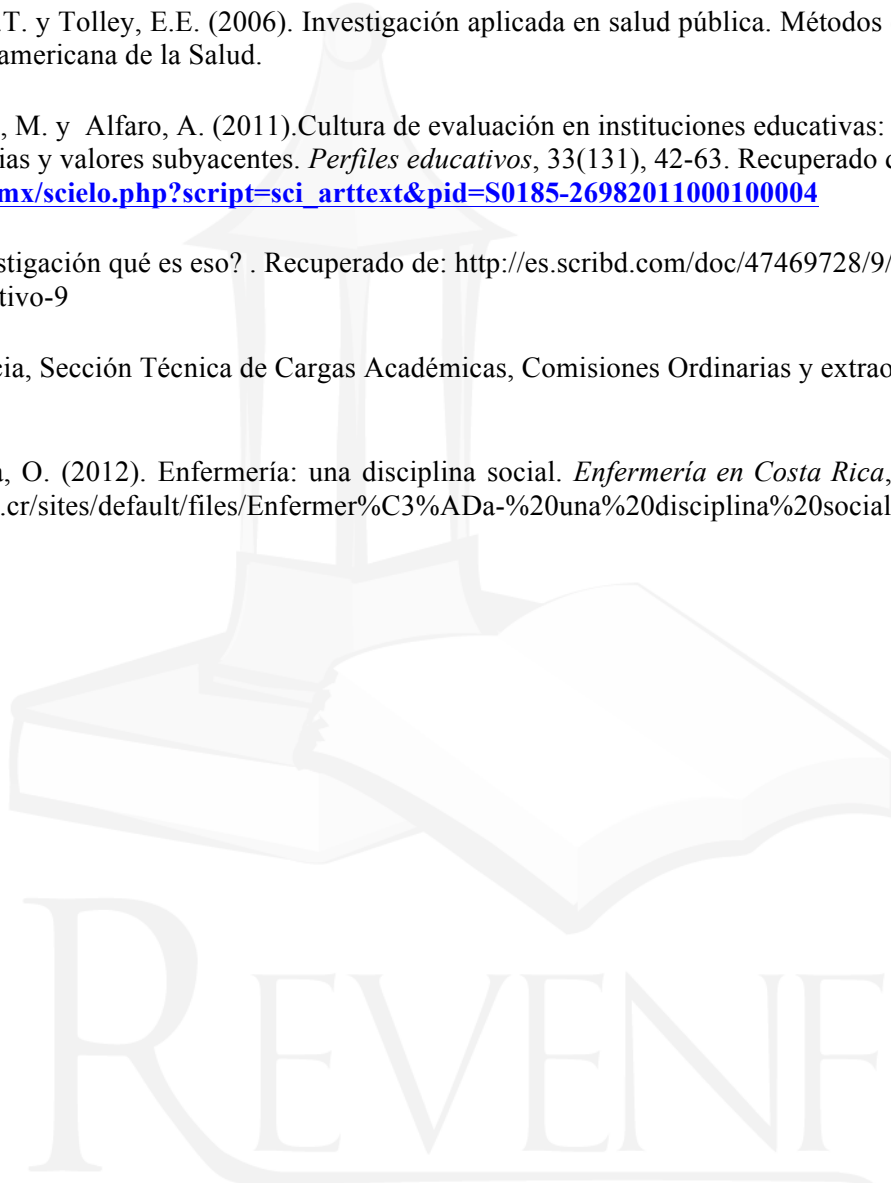 .T. y Tolley, E.E. (2006). Investigación aplicada en salud pública. Métodos
americana de la Salud.
, M. y Alfaro, A. (2011).Cultura de evaluación en instituciones educativas:
ias y valores subyacentes. Perfiles educativos, 33(131), 42-63. Recuperado
mx/scielo.php?script=sci_arttext&pid=S0185-26982011000100004
stigación qué es eso? . Recuperado de: http://es.scribd.com/doc/47469728/9/
tivo-9
cia, Sección Técnica de Cargas Académicas, Comisiones Ordinarias y extrao
a, O. (2012). Enfermería: una disciplina social. Enfermería en Costa Rica,
.cr/sites/default/files/Enfermer%C3%ADa-%20una%20disciplina%20social
REVENF